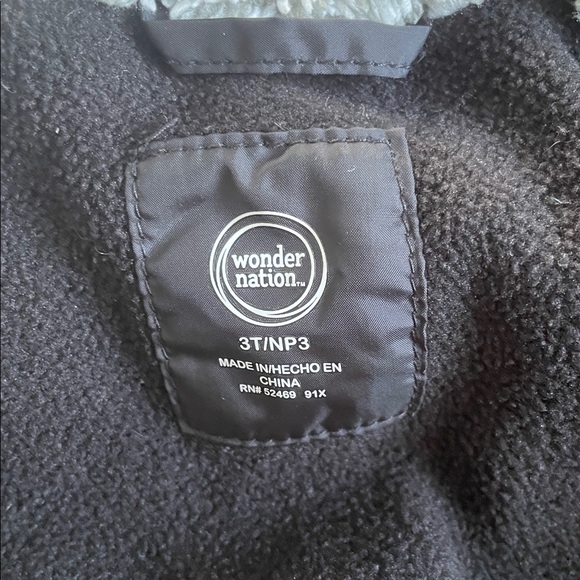 wonder
nation™
3T/NP3
MADE IN/HECHO EN
CHINA
RN# 52469 91X